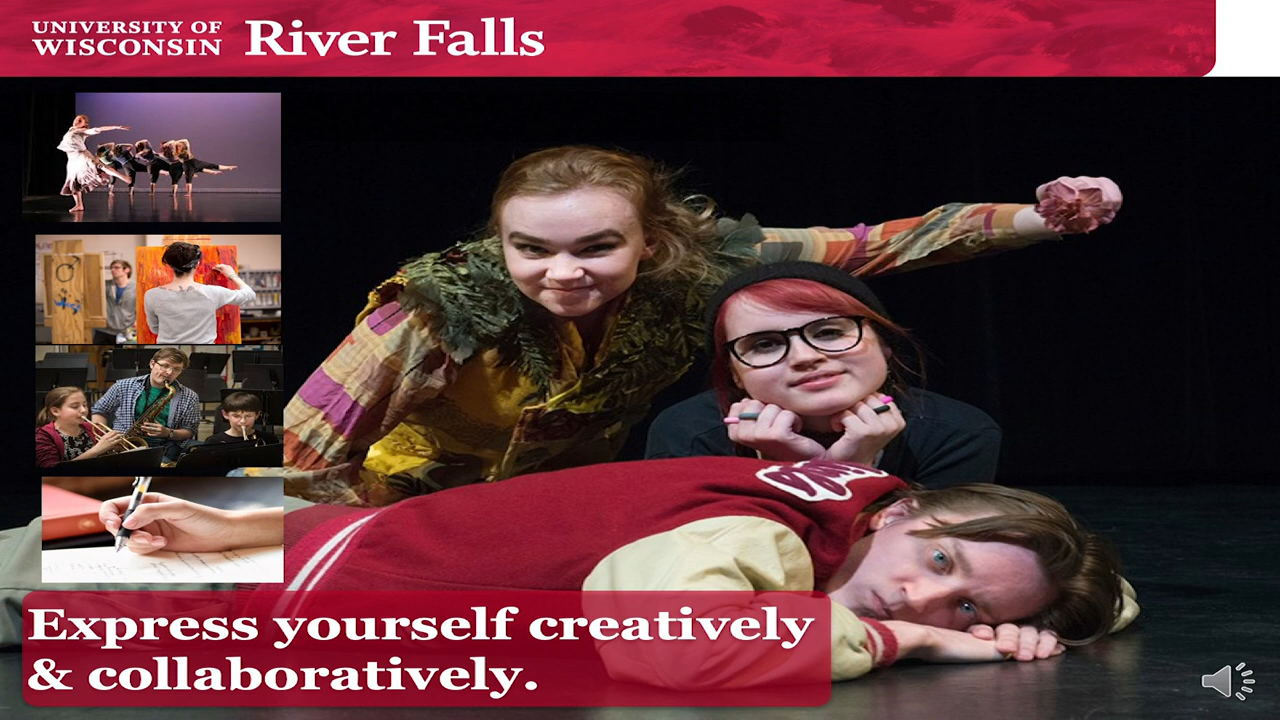 UNIVERSITY OF
WISCONSIN
River Falls
Express yourself creatively
& collaboratively.